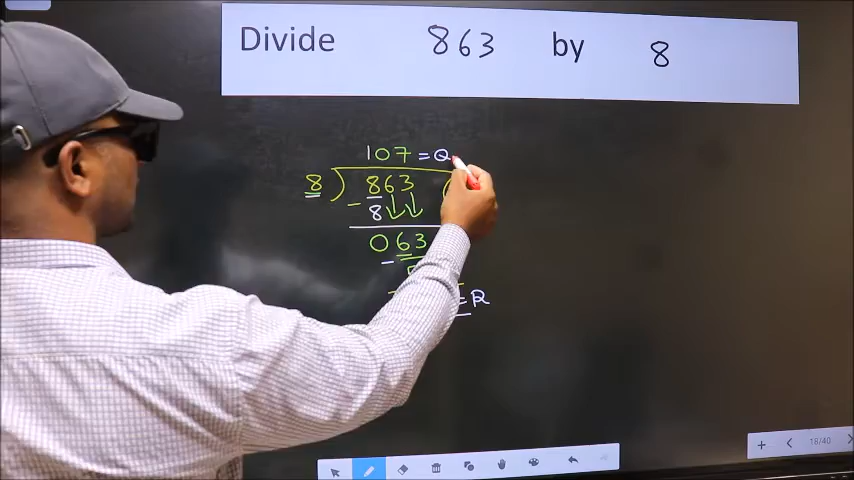 Divide 863 by 8
107 = Q
8 ) 863 (
- 8
063
-
= R
18/40